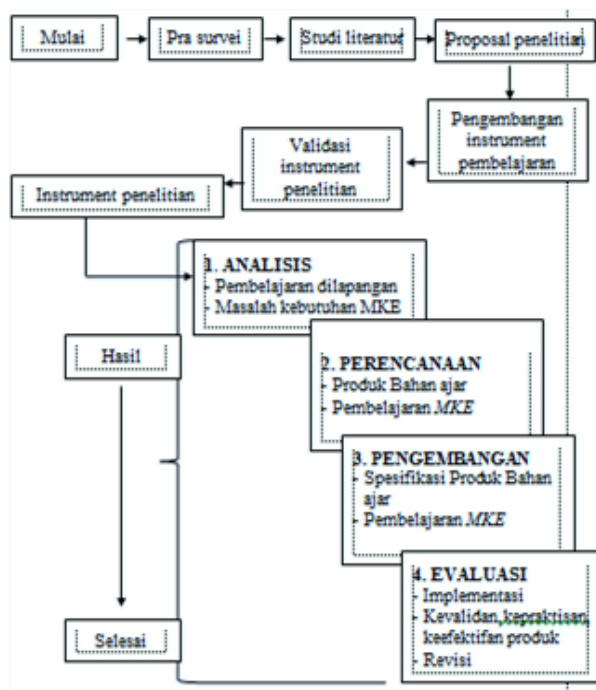 Mulai
Pra survei
Studi literatur
Proposal penelitian
Pengembangan
instrument
pembelajaran
Validasi
instrument
penelitian
Instrument penelitian
1. ANALISIS
- Pembelajaran dilapangan
- Masalah kebutuhan MKE
Hasil
2. PERENCANAAN
- Produk Bahan ajar
- Pembelajaran MKE
3. PENGEMBANGAN
- Spesifikasi Produk Bahan
ajar
- Pembelajaran MKE
4. EVALUASI
- Implementasi
- Kevalidan,kepraktisan,
keefektifan produk
- Revisi
Selesai